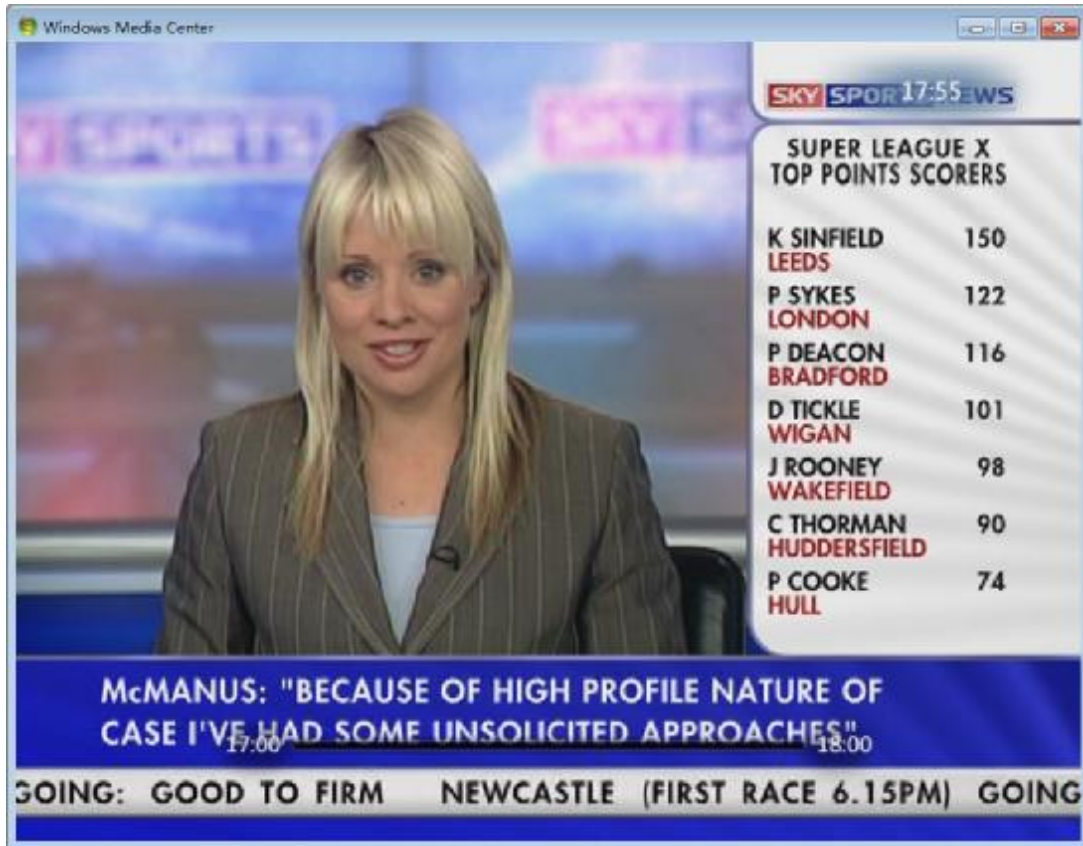 Windows Media Center
SKY SPORTS
SKY S
SKY SPOR 17:55 EWS
SUPER LEAGUE X
TOP POINTS SCORERS
K SINFIELD 150
LEEDS
P SYKES 122
LONDON
P DEACON 116
BRADFORD
D TICKLE 101
WIGAN
J ROONEY 98
WAKEFIELD
C THORMAN 90
HUDDERSFIELD
P COOKE 74
HULL
McMANUS: "BECAUSE OF HIGH PROFILE NATURE OF
CASE I'VE HAD SOME UNSOLICITED APPROACHES"
17:00 18:00
GOING: GOOD TO FIRM NEWCASTLE (FIRST RACE 6.15PM) GOING